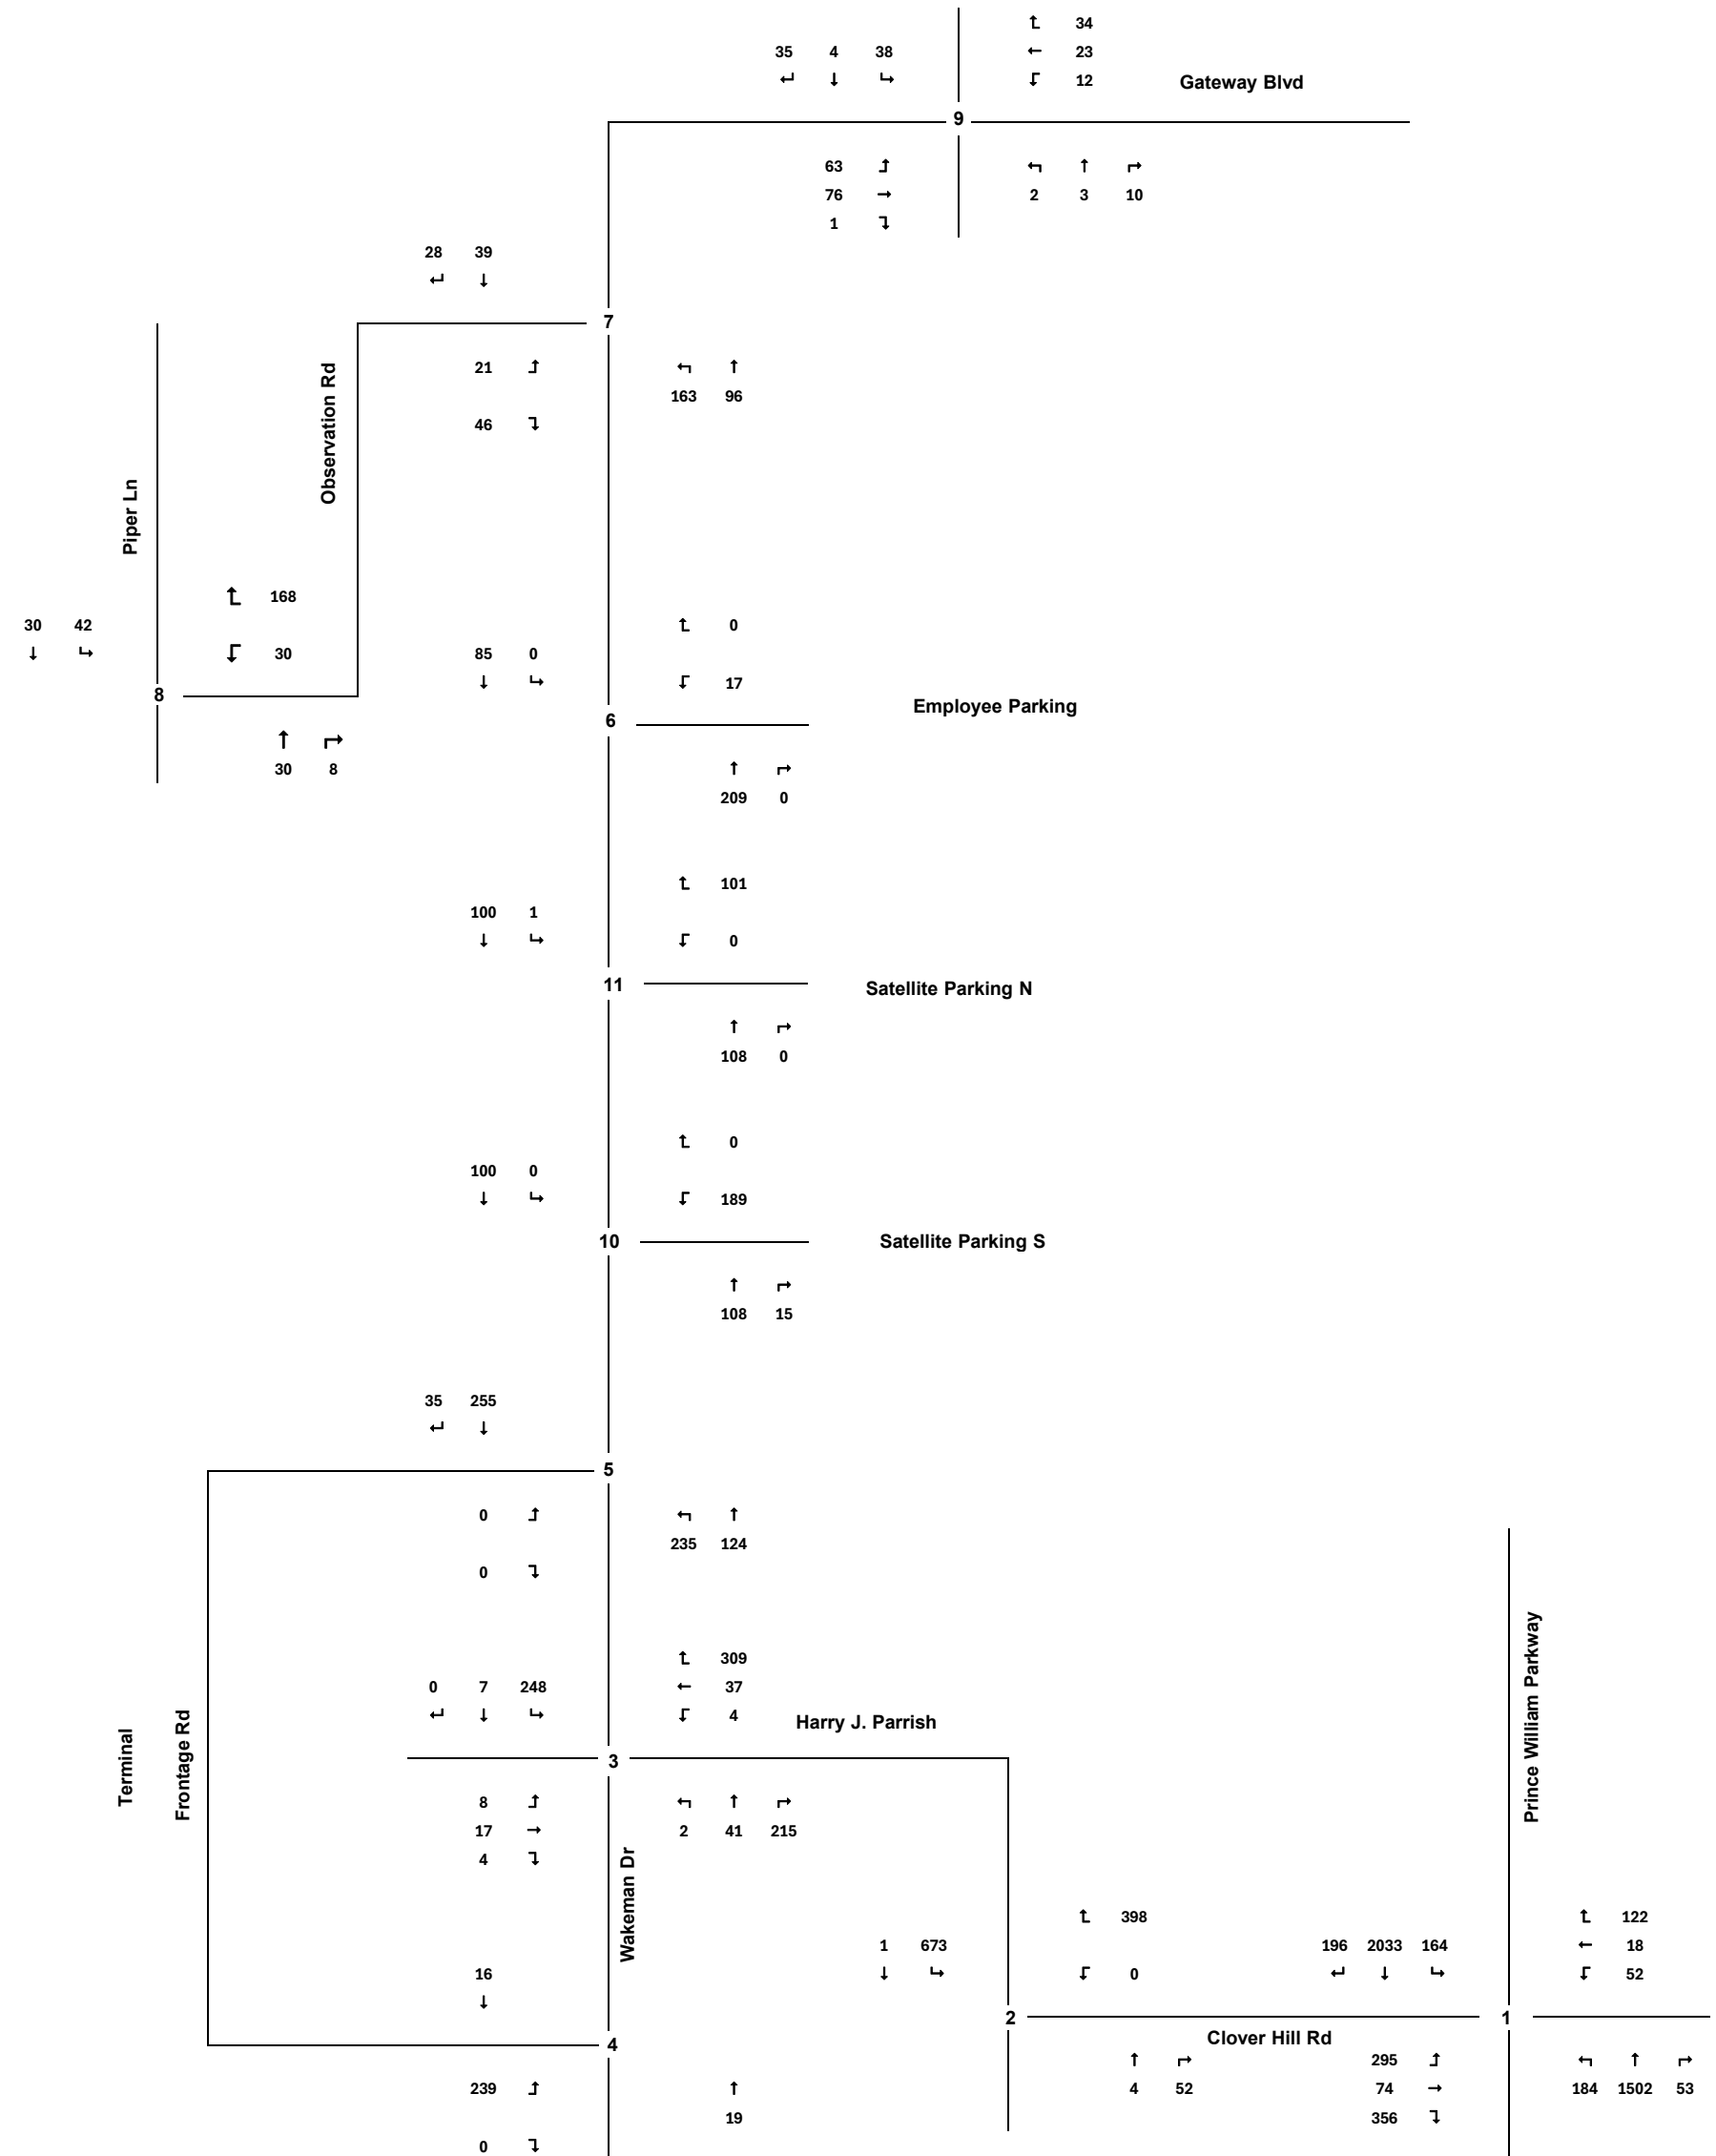 ↰ 34
35 4 38 ← 23
↵ ↓ ↳ 12
Gateway Blvd
9
63 ↰ ↑ ↱
76 → 2 3 10
1
28 39
↵ ↓
7
21 ↰ ↑
163 96
46
Observation Rd
Piper Ln
168
30 42
↓ ↳ 30
8
↑ ↱
30 8
0
85 0
↓ ↳ 17
Employee Parking
6
↑ ↱
209 0
101
100 1
↓ ↳ 0
11
Satellite Parking N
↑ ↱
108 0
0
100 0
↓ ↳ 189
10
Satellite Parking S
↑ ↱
108 15
35 255
↵ ↓
5
0 ↰ ↑
235 124
0
309
0 7 248 ← 37
↵ ↓ ↳ 4
Harry J. Parrish
3
Terminal
Frontage Rd
8 ↰ ↑ ↱
17 → 2 41 215
4
Wakeman Dr
Prince William Parkway
398
1 673
↓ ↳ 0
196 2033 164
↵ ↓ ↳
122
← 18
52
16
↓
2
1
Clover Hill Rd
4
↑ ↱
4 52
295
74 →
356
↰ ↑ ↱
184 1502 53
239 ↑
19
0